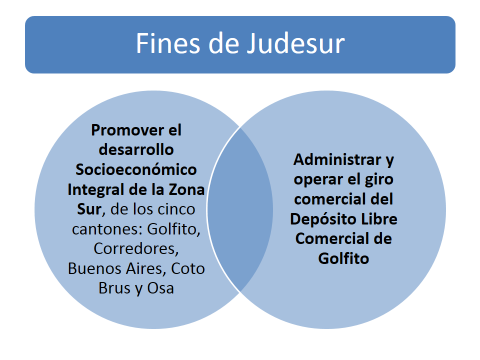 Fines de Judesur
Promover el
desarrollo
Socioeconómico
Integral de la Zona
Sur, de los cinco
cantones: Golfito,
Corredores,
Buenos Aires, Coto
Brus y Osa
Administrar y
operar el giro
comercial del
Depósito Libre
Comercial de
Golfito